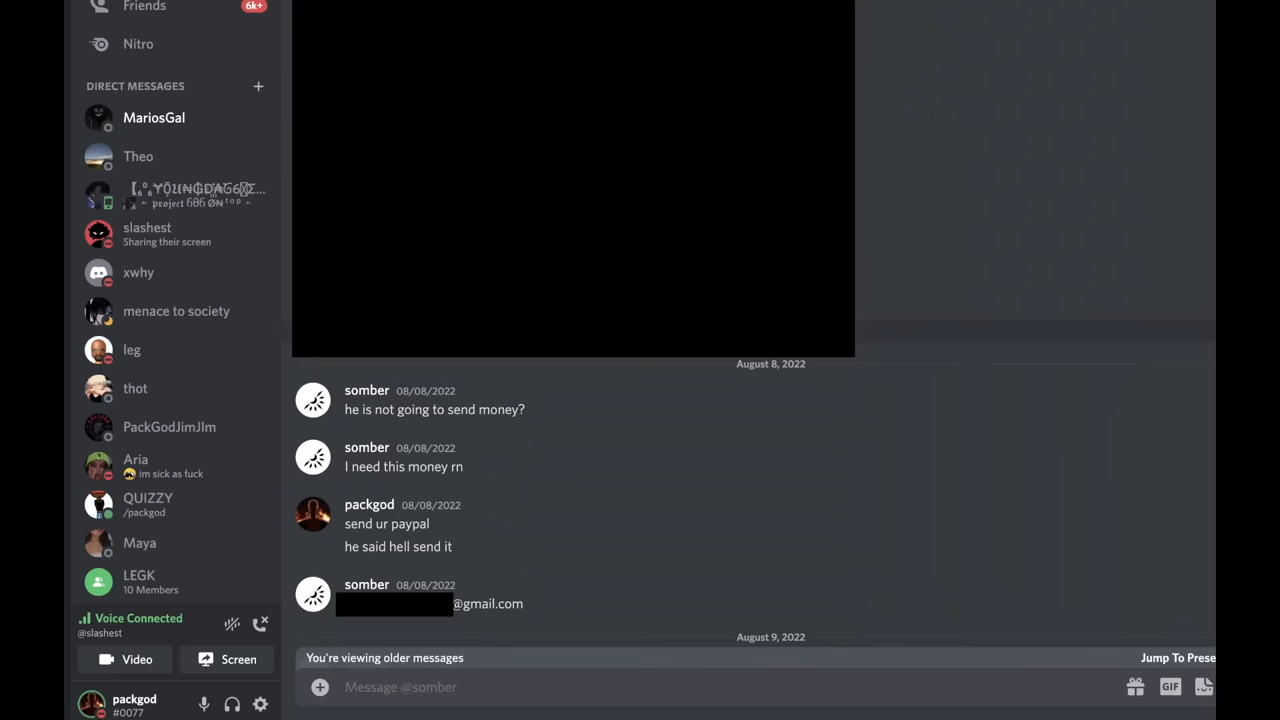 Friends
6k+
Nitro
DIRECT MESSAGES
MariosGal
Theo
project 606
slashest
Sharing their screen
xwhy
menace to society
leg
thot
PackGodJimJlm
Aria
im sick as fuck
QUIZZY
/packgod
Maya
LEGK
10 Members
Voice Connected
@slashest
Video
Screen
packgod
#0077
August 8, 2022
somber 08/08/2022
he is not going to send money?
somber 08/08/2022
I need this money rn
packgod 08/08/2022
send ur paypal
he said hell send it
somber 08/08/2022
@gmail.com
August 9, 2022
You're viewing older messages
Jump To Prese
Message @somber
GIF